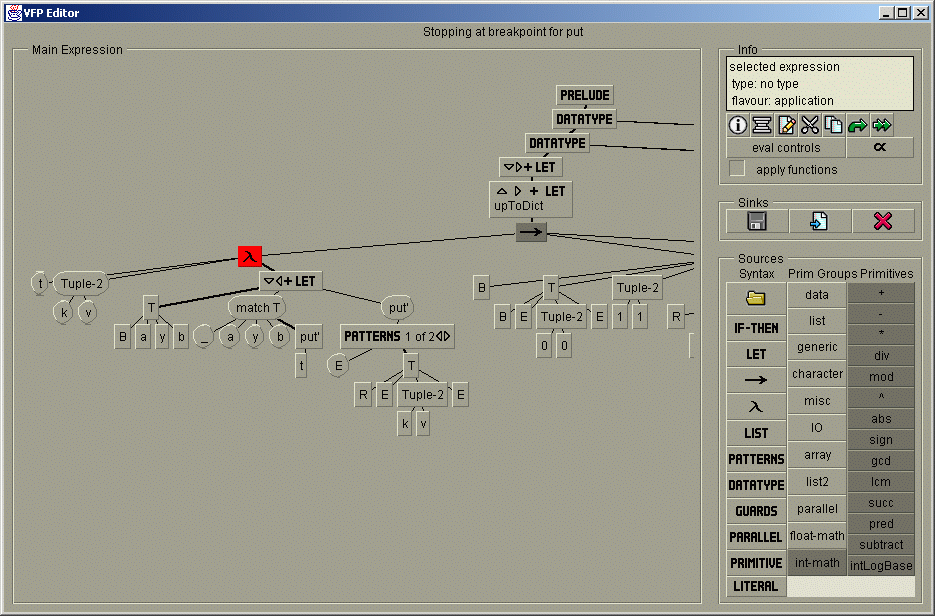 VFP Editor
Stopping at breakpoint for put
Main Expression
PRELUDE
DATATYPE
DATATYPE
+ LET
+ LET
upToDict
→
λ
t Tuple-2
k v
+ LET
T match T put'
B a y b _ a y b put'
t
PATTERNS 1 of 2
E T
R E Tuple-2 E
k v
B T Tuple-2
B E Tuple-2 E 1 1 R
0 0
Info
selected expression
type: no type
flavour: application
eval controls ∝
apply functions
Sinks
Sources
Syntax Prim Groups Primitives
data +
IF-THEN list -
LET generic *
→ character div
λ misc mod
LIST IO ^
PATTERNS array abs
DATATYPE list2 sign
GUARDS parallel gcd
PARALLEL float-math lcm
PRIMITIVE int-math succ
LITERAL pred
subtract
intLogBase